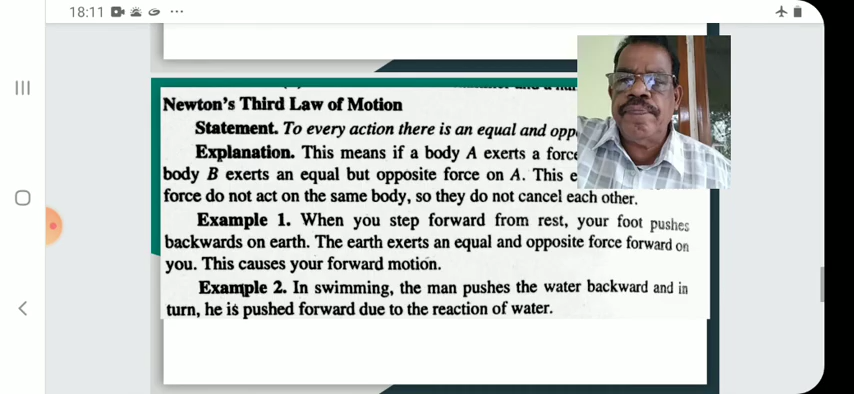 18:11
Newton's Third Law of Motion
Statement. To every action there is an equal and opp
Explanation. This means if a body A exerts a force
body B exerts an equal but opposite force on A. This e
force do not act on the same body, so they do not cancel each other.
Example 1. When you step forward from rest, your foot pushes
backwards on earth. The earth exerts an equal and opposite force forward on
you. This causes your forward motion.
Example 2. In swimming, the man pushes the water backward and in
turn, he is pushed forward due to the reaction of water.